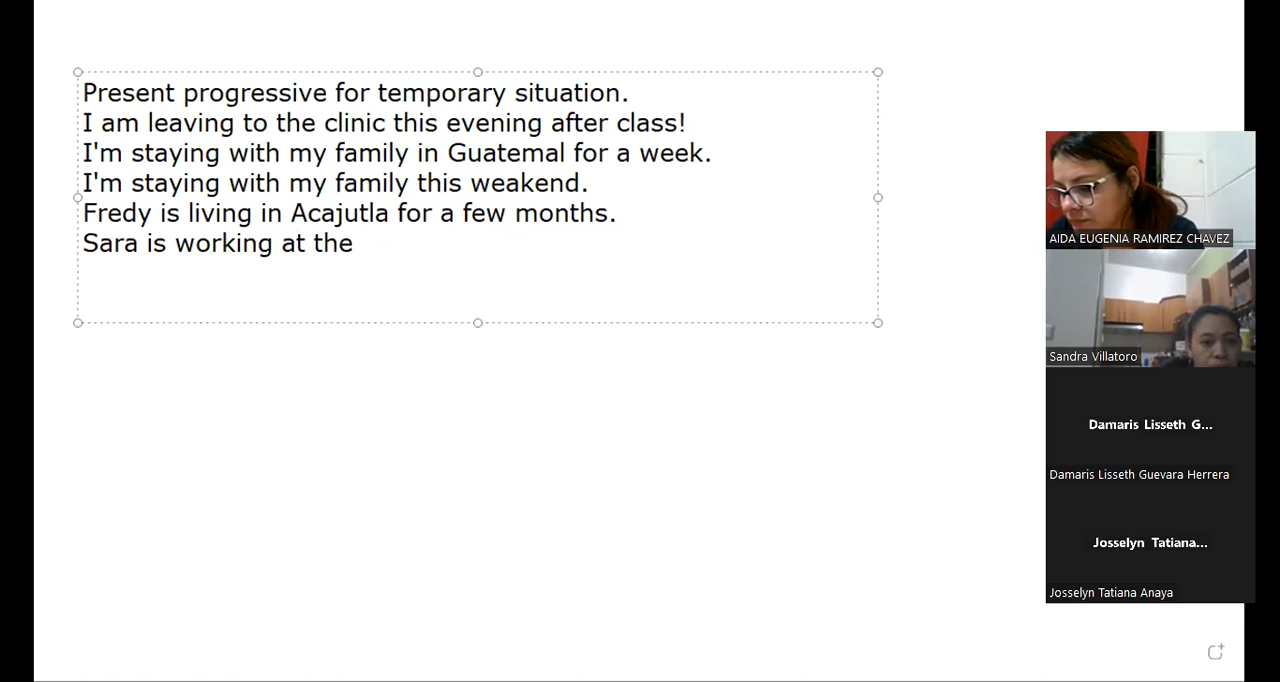 Present progressive for temporary situation.
I am leaving to the clinic this evening after class!
I'm staying with my family in Guatemal for a week.
I'm staying with my family this weakend.
Fredy is living in Acajutla for a few months.
Sara is working at the
AIDA EUGENIA RAMIREZ CHAVEZ
Sandra Villatoro
Damaris Lisseth G...
Damaris Lisseth Guevara Herrera
Josselyn Tatiana...
Josselyn Tatiana Anaya